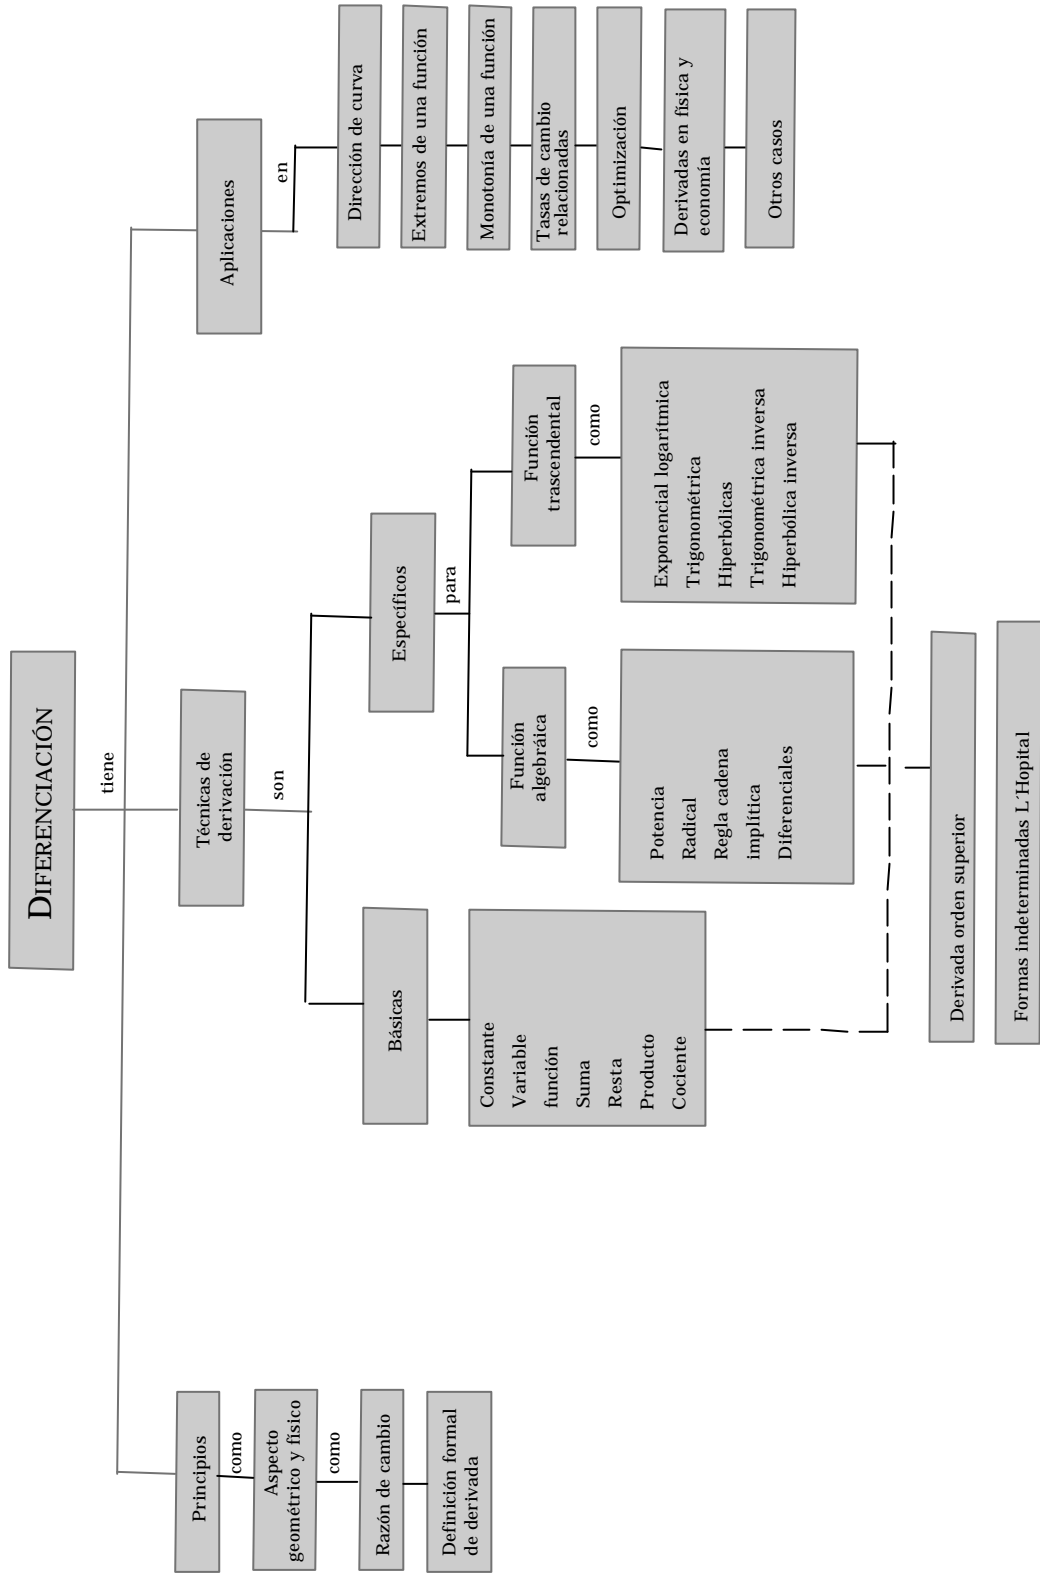 DIFERENCIACIÓN
tiene
Principios
como
Aspecto
geométrico y físico
como
Razón de cambio
Definición formal
de derivada
Técnicas de
derivación
son
Básicas
Constante
Variable
función
Suma
Resta
Producto
Cociente
Específicos
para
Función
algebráica
como
Potencia
Radical
Regla cadena
implítica
Diferenciales
Función
trascendental
como
Exponencial logarítmica
Trigonométrica
Hiperbólicas
Trigonométrica inversa
Hiperbólica inversa
Derivada orden superior
Formas indeterminadas L´Hopital
Aplicaciones
en
Dirección de curva
Extremos de una función
Monotonía de una función
Tasas de cambio
relacionadas
Optimización
Derivadas en física y
economía
Otros casos